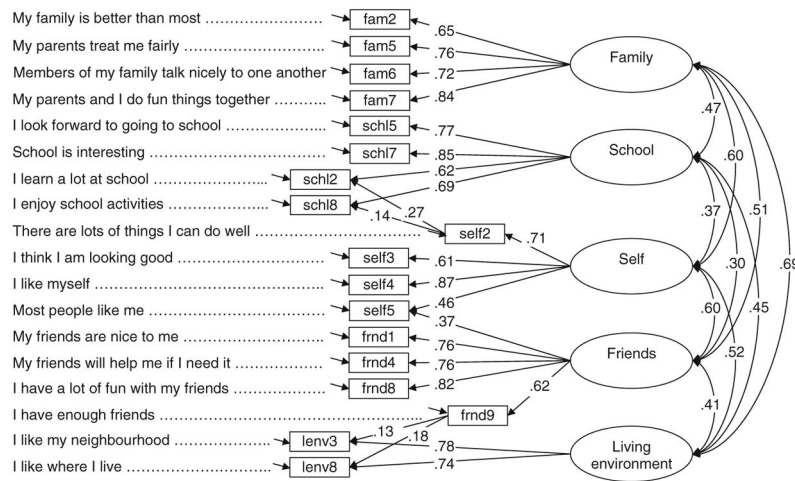 My family is better than most ........................ fam2 .65
My parents treat me fairly ............................. fam5 .76 Family
Members of my family talk nicely to one another fam6 .72
My parents and I do fun things together ........... fam7 .84
.47
I look forward to going to school ..................... schl5 .77
School is interesting ..................................... schl7 .85 School .60
I learn a lot at school ........................... schl2 .62
I enjoy school activities ....................... schl8 .69
.14 .27 .37 .51
There are lots of things I can do well ........................................ self2 .71
I think I am looking good .............................. self3 .61 Self .30 .69
I like myself ................................................ self4 .87
Most people like me .................................... self5 .46 .60 .45
.37
My friends are nice to me ............................. frnd1 .76
My friends will help me if I need it .................. frnd4 .76 Friends .52
I have a lot of fun with my friends .................. frnd8 .82
.62
I have enough friends ................................................... frnd9 .41
I like my neighbourhood ....................... lenv3 .13 .78 Living
I like where I live ................................. lenv8 .18 .74 environment